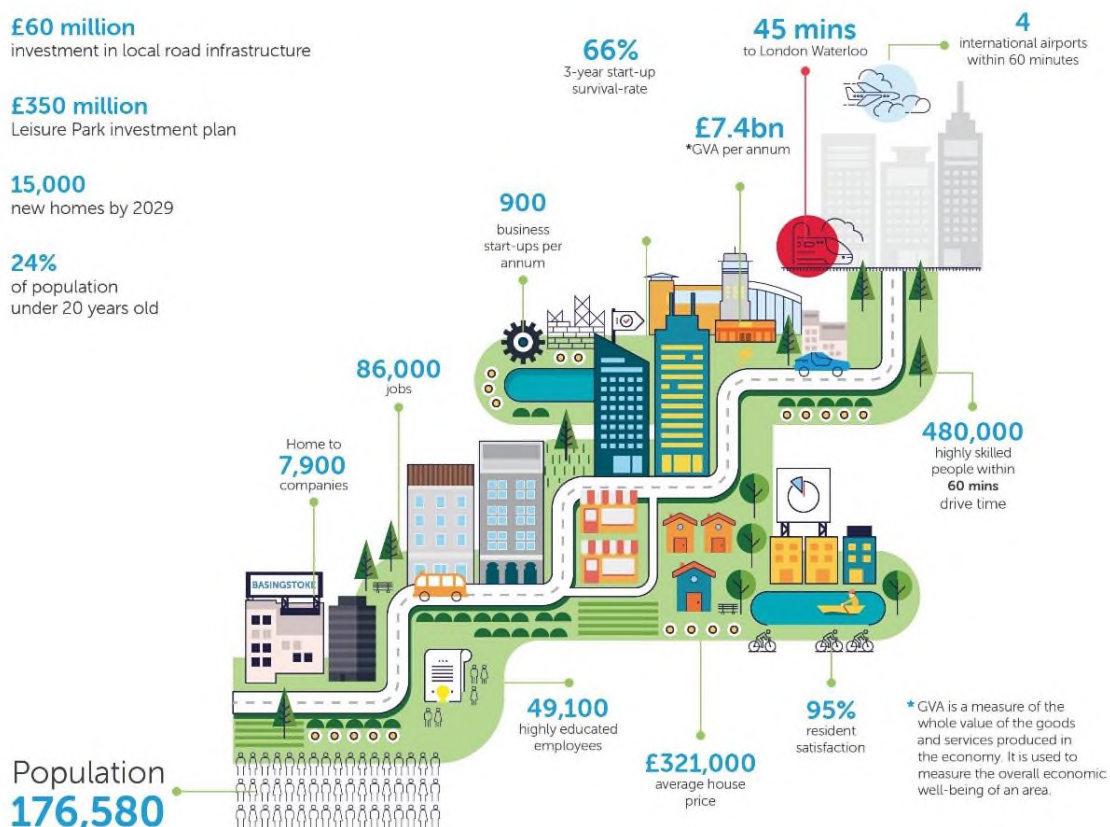 £60 million
investment in local road infrastructure
£350 million
Leisure Park investment plan
15,000
new homes by 2029
24%
of population
under 20 years old
66%
3-year start-up
survival-rate
45 mins
to London Waterloo
4
international airports
within 60 minutes
£7.4bn
*GVA per annum
900
business
start-ups per
annum
86,000
jobs
Home to
7,900
companies
480,000
highly skilled
people within
60 mins
drive time
BASINGSTOKE
49,100
highly educated
employees
£321,000
average house
price
95%
resident
satisfaction
* GVA is a measure of the
whole value of the goods
and services produced in
the economy. It is used to
measure the overall economic
well-being of an area.
Population
176,580